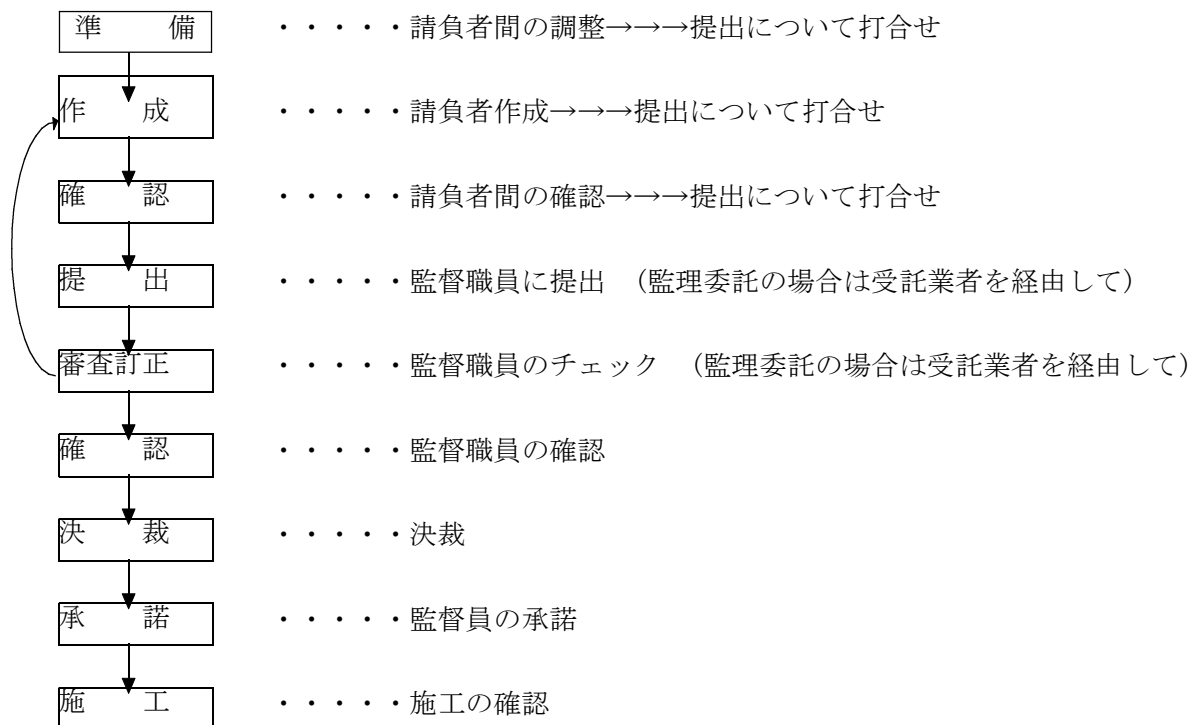 準　　備　・・・・・請負者間の調整→→→提出について打合せ
作　　成　・・・・・請負者作成→→→提出について打合せ
確　　認　・・・・・請負者間の確認→→→提出について打合せ
提　　出　・・・・・監督職員に提出　（監理委託の場合は受託業者を経由して）
審査訂正　・・・・・監督職員のチェック　（監理委託の場合は受託業者を経由して）
確　　認　・・・・・監督職員の確認
決　　裁　・・・・・決裁
承　　諾　・・・・・監督員の承諾
施　　工　・・・・・施工の確認